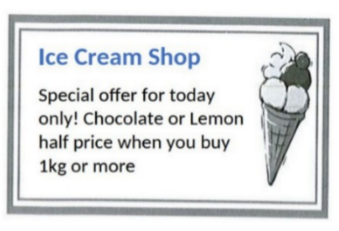 Ice Cream Shop
Special offer for today
only! Chocolate or Lemon
half price when you buy
1kg or more